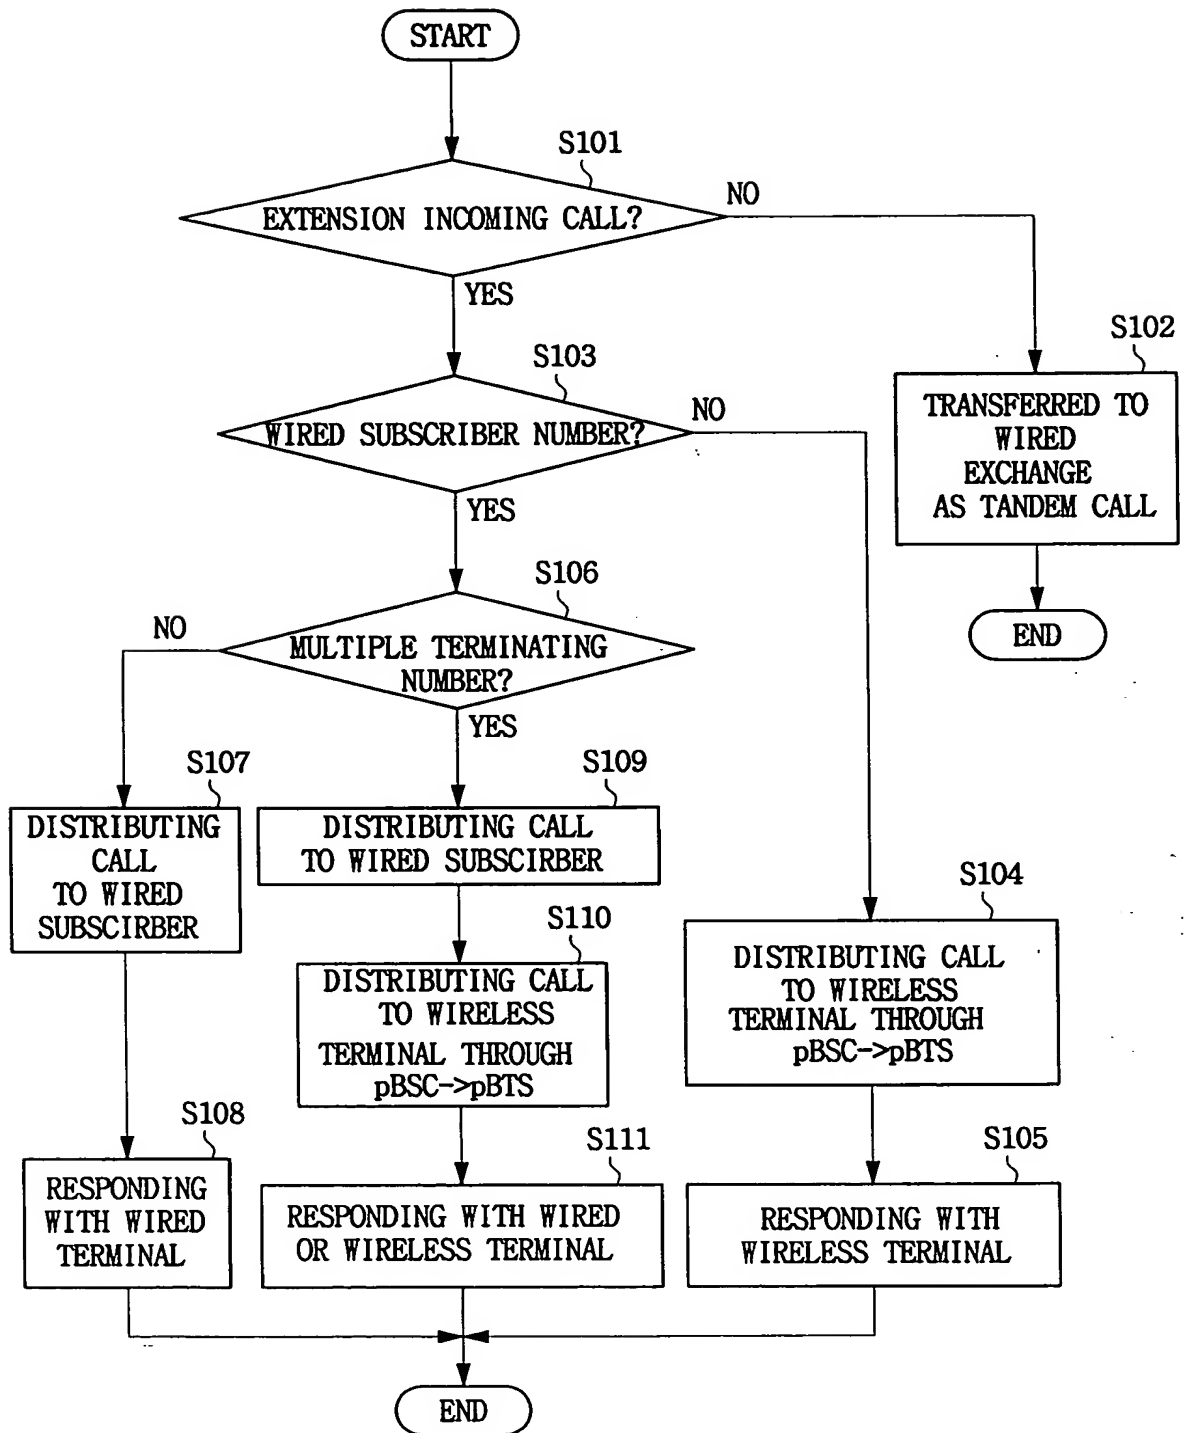 START
S101
EXTENSION INCOMING CALL?
NO
YES
S102
TRANSFERRED TO
WIRED
EXCHANGE
AS TANDEM CALL
END
S103
WIRED SUBSCRIBER NUMBER?
NO
YES
S106
MULTIPLE TERMINATING
NUMBER?
NO
YES
S107
DISTRIBUTING
CALL
TO WIRED
SUBSCIRBER
S109
DISTRIBUTING CALL
TO WIRED SUBSCIRBER
S110
DISTRIBUTING CALL
TO WIRELESS
TERMINAL THROUGH
pBSC->pBTS
S104
DISTRIBUTING CALL
TO WIRELESS
TERMINAL THROUGH
pBSC->pBTS
S108
RESPONDING
WITH WIRED
TERMINAL
S111
RESPONDING WITH WIRED
OR WIRELESS TERMINAL
S105
RESPONDING WITH
WIRELESS TERMINAL
END